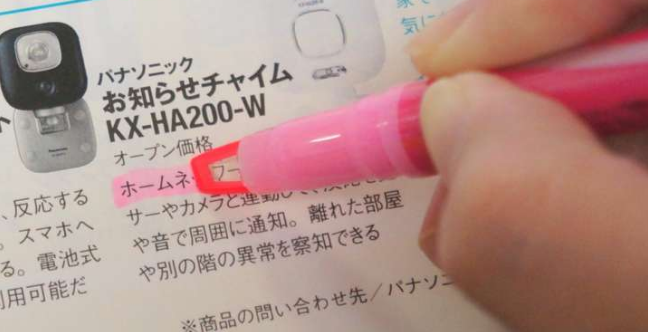 パナソニック
お知らせチャイム
KX-HA200-W
オープン価格
ホームネ
サーやカメラと連動して、
や音で周囲に通知。離れた部屋
や別の階の異常を察知できる
※商品の問い合わせ先／パナソニ
、反応する
。スマホへ
る。電池式
用可能だ
気に